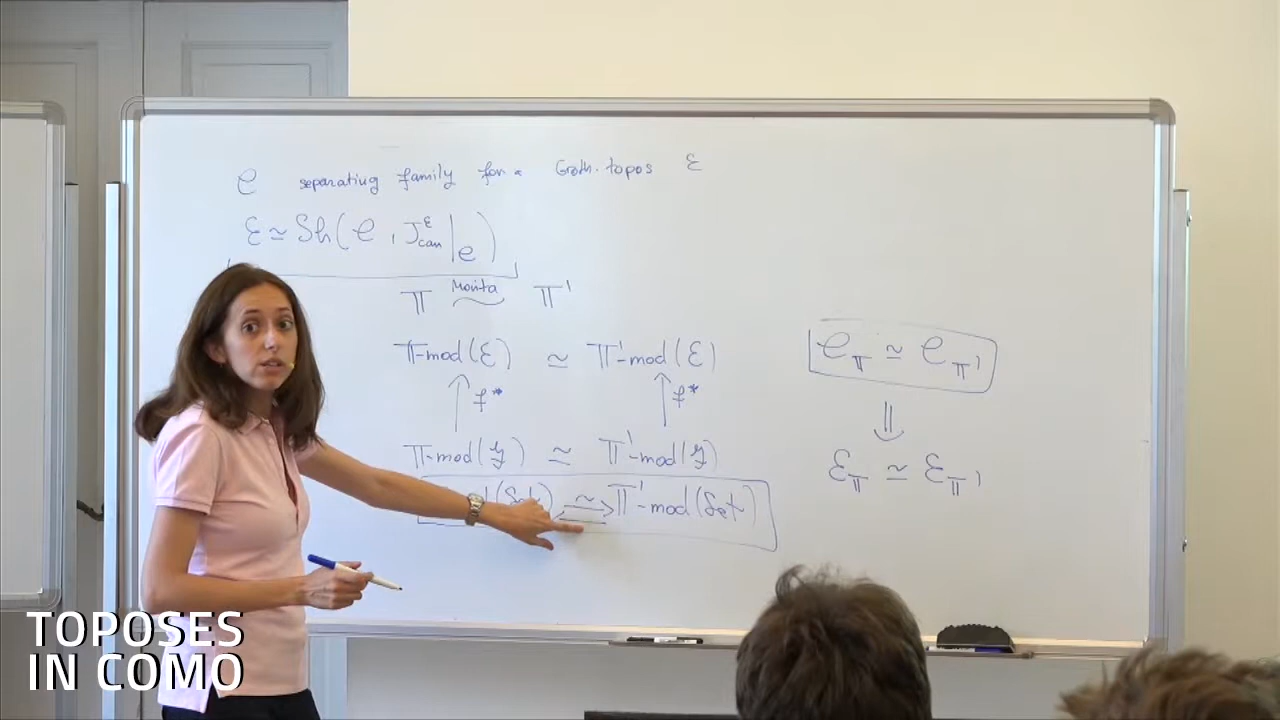 𝒞 separating family for a Groth. topos ℰ
ℰ ≃ Sh(𝒞, J^ℰ_can|_𝒞)
𝕋 Morita ∼ 𝕋'
𝕋-mod(ℰ) ≃ 𝕋'-mod(ℰ)
↑ f* ↑ f*
𝕋-mod(ℱ) ≃ 𝕋'-mod(ℱ)
(Set) ≃ 𝕋'-mod(Set)
𝒞_𝕋 ≃ 𝒞_𝕋'
⇓
ℰ_𝕋 ≃ ℰ_𝕋'
TOPOSES
IN COMO